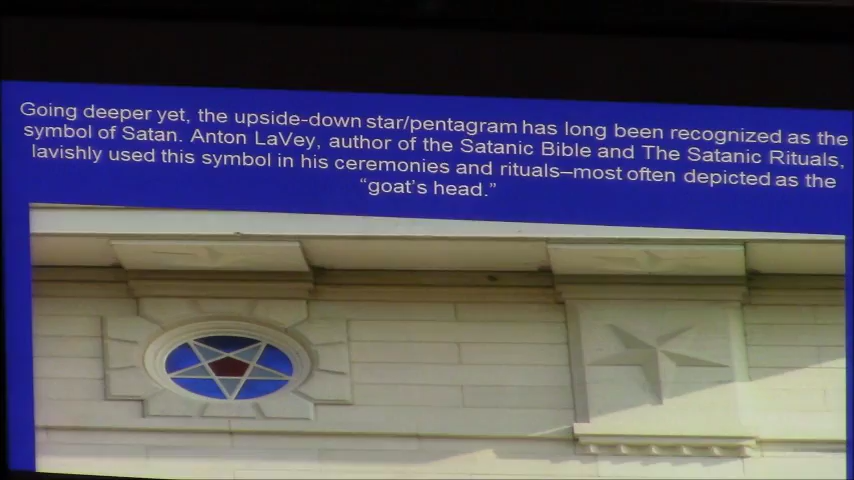 Going deeper yet, the upside-down star/pentagram has long been recognized as the
symbol of Satan. Anton LaVey, author of the Satanic Bible and The Satanic Rituals,
lavishly used this symbol in his ceremonies and rituals–most often depicted as the
“goat’s head.”